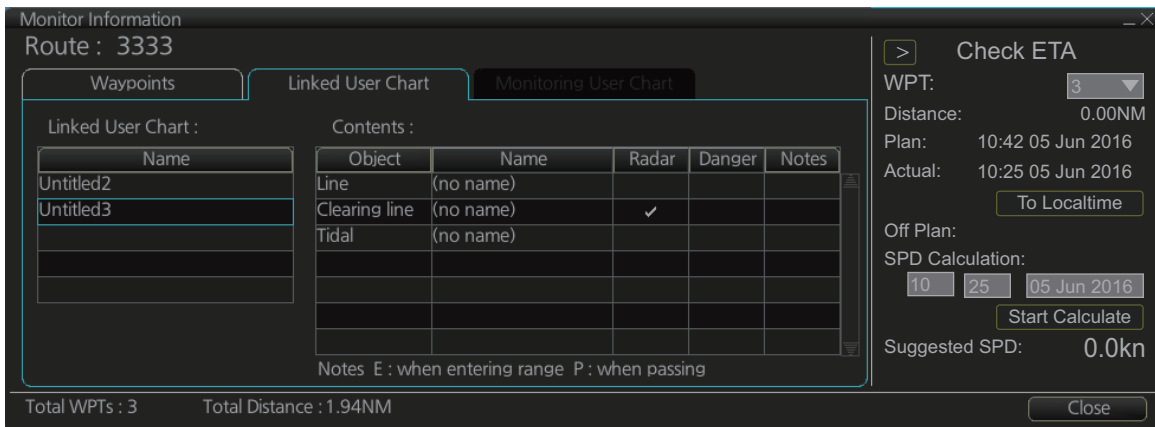 Monitor Information
Route : 3333
Waypoints Linked User Chart Monitoring User Chart
Linked User Chart : Contents :
Name Object Name Radar Danger Notes
Untitled2 Line (no name)
Untitled3 Clearing line (no name) ✓
Tidal (no name)
Notes E : when entering range P : when passing
Total WPTs : 3 Total Distance : 1.94NM Close
> Check ETA
WPT: 3
Distance: 0.00NM
Plan: 10:42 05 Jun 2016
Actual: 10:25 05 Jun 2016
To Localtime
Off Plan:
SPD Calculation:
10 25 05 Jun 2016
Start Calculate
Suggested SPD: 0.0kn